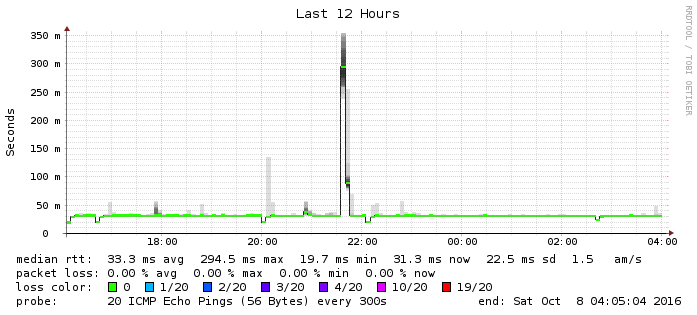 Last 12 Hours
RRDTOOL / TOBI OETIKER
Seconds
350 m
300 m
250 m
200 m
150 m
100 m
50 m
0
18:00 20:00 22:00 00:00 02:00 04:00
median rtt: 33.3 ms avg 294.5 ms max 19.7 ms min 31.3 ms now 22.5 ms sd 1.5 am/s
packet loss: 0.00 % avg 0.00 % max 0.00 % min 0.00 % now
loss color: 0 1/20 2/20 3/20 4/20 10/20 19/20
probe: 20 ICMP Echo Pings (56 Bytes) every 300s end: Sat Oct 8 04:05:04 2016